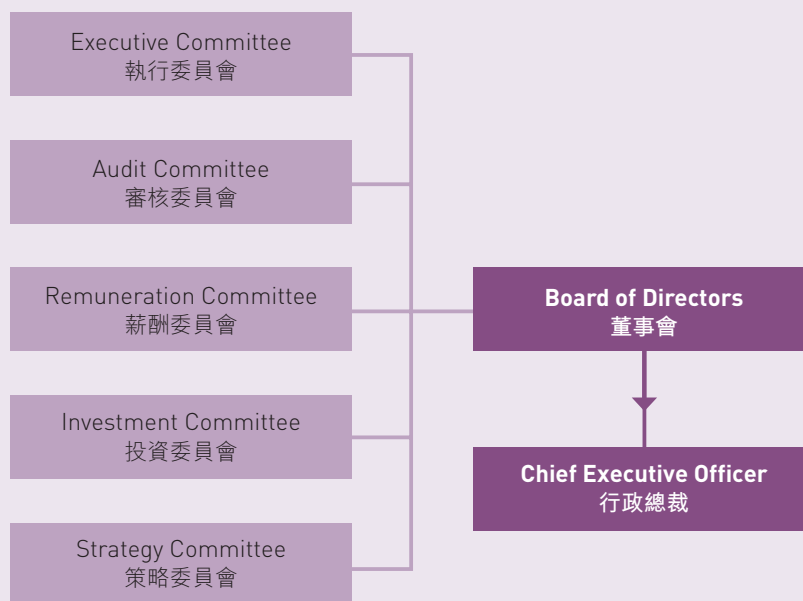 Executive Committee
執行委員會
Audit Committee
審核委員會
Remuneration Committee
薪酬委員會
Investment Committee
投資委員會
Strategy Committee
策略委員會
Board of Directors
董事會
Chief Executive Officer
行政總裁